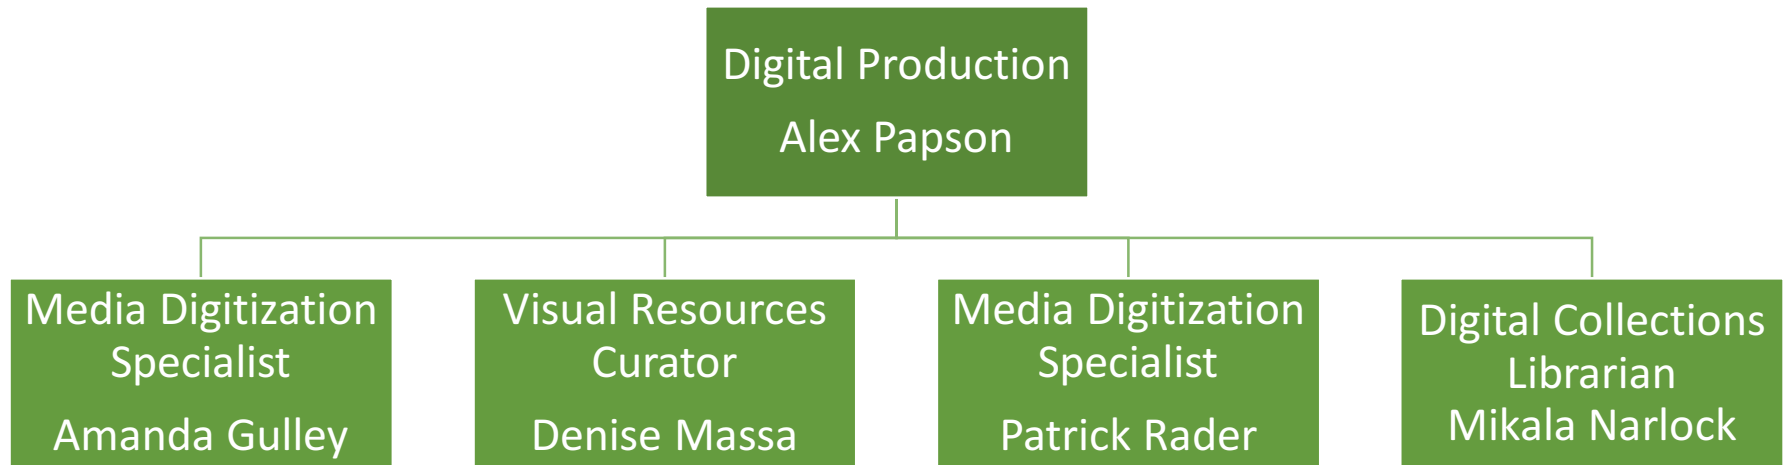 Digital Production
Alex Papson
Media Digitization
Specialist
Amanda Gulley
Visual Resources
Curator
Denise Massa
Media Digitization
Specialist
Patrick Rader
Digital Collections
Librarian
Mikala Narlock